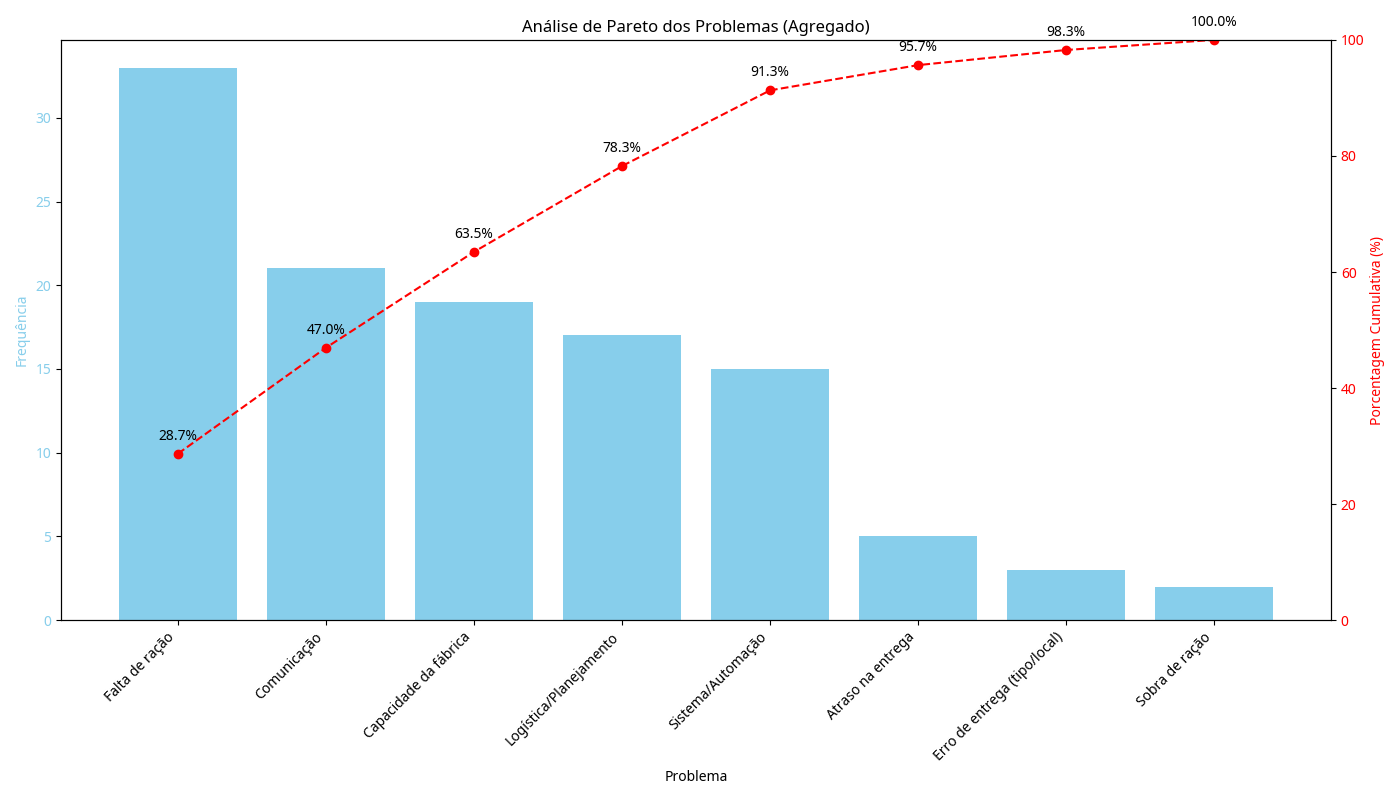 Análise de Pareto dos Problemas (Agregado)
Frequência
30
25
20
15
10
5
0
28.7%
47.0%
63.5%
78.3%
91.3%
95.7%
98.3%
100.0%
100
80
60
40
20
0
Porcentagem Cumulativa (%)
Falta de ração
Comunicação
Capacidade da fábrica
Logística/Planejamento
Sistema/Automação
Atraso na entrega
Erro de entrega (tipo/local)
Sobra de ração
Problema